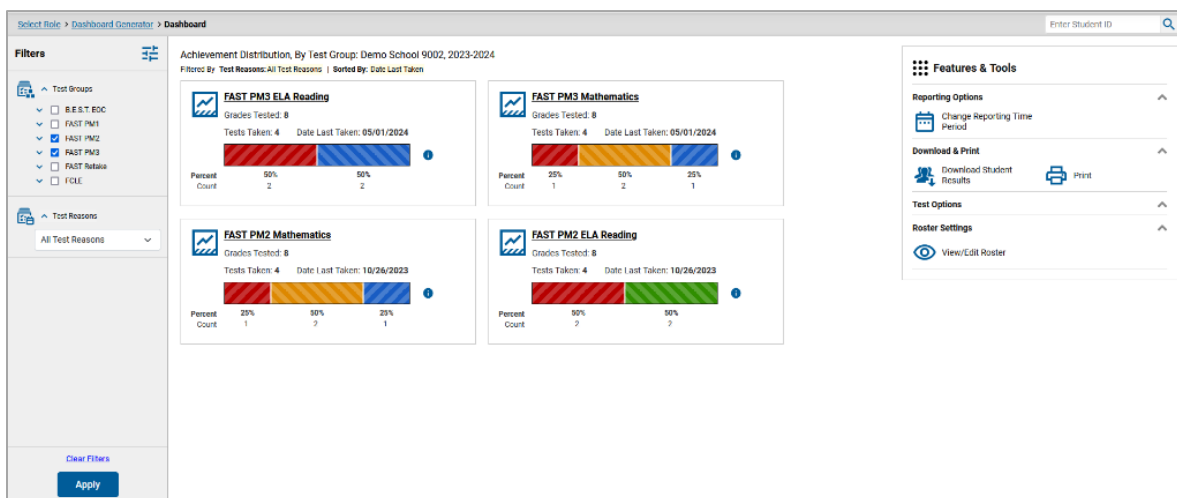 Select Role > Dashboard Generator > Dashboard
Enter Student ID
Filters
Test Groups
B.E.S.T. EOC
FAST PM1
FAST PM2
FAST PM3
FAST Retake
FCLE
Test Reasons
All Test Reasons
Clear Filters
Apply
Achievement Distribution, By Test Group: Demo School 9002, 2023-2024
Filtered By Test Reasons: All Test Reasons | Sorted By: Date Last Taken
FAST PM3 ELA Reading
Grades Tested: 8
Tests Taken: 4 Date Last Taken: 05/01/2024
Percent 50% 50%
Count 2 2
FAST PM3 Mathematics
Grades Tested: 8
Tests Taken: 4 Date Last Taken: 05/01/2024
Percent 25% 50% 25%
Count 1 2 1
FAST PM2 Mathematics
Grades Tested: 8
Tests Taken: 4 Date Last Taken: 10/26/2023
Percent 25% 50% 25%
Count 1 2 1
FAST PM2 ELA Reading
Grades Tested: 8
Tests Taken: 4 Date Last Taken: 10/26/2023
Percent 50% 50%
Count 2 2
Features & Tools
Reporting Options
Change Reporting Time
Period
Download & Print
Download Student
Results
Print
Test Options
Roster Settings
View/Edit Roster